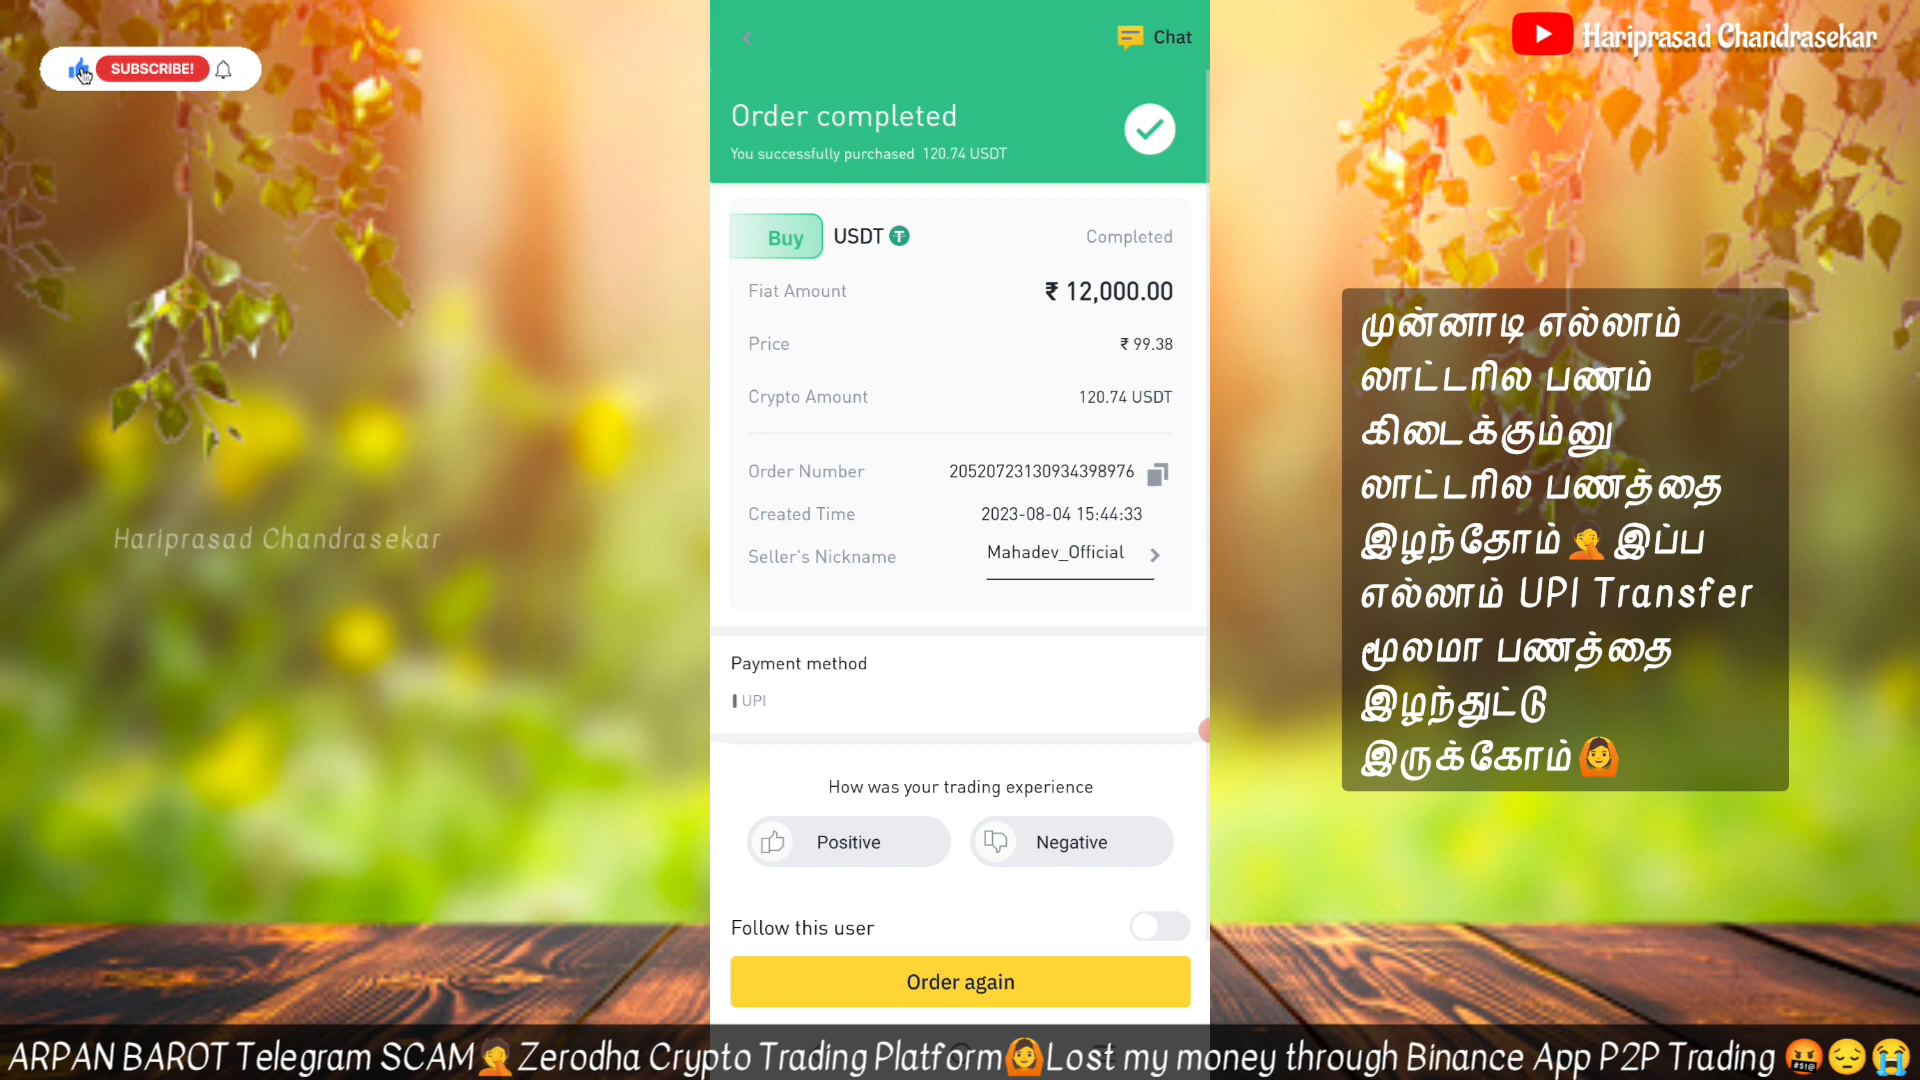 SUBSCRIBE!
Hariprasad Chandrasekar
Chat
Order completed
You successfully purchased 120.74 USDT
Buy USDT
Completed
Fiat Amount ₹ 12,000.00
Price ₹ 99.38
Crypto Amount 120.74 USDT
Order Number 20520723130934398976
Created Time 2023-08-04 15:44:33
Seller's Nickname Mahadev_Official
Payment method
UPI
How was your trading experience
Positive Negative
Follow this user
Order again
Hariprasad Chandrasekar
முன்னாடி எல்லாம்
லாட்டரில பணம்
கிடைக்கும்னு
லாட்டரில பணத்தை
இழந்தோம்🤦இப்ப
எல்லாம் UPI Transfer
மூலமா பணத்தை
இழந்துட்டு
இருக்கோம்🙆
ARPAN BAROT Telegram SCAM🤦Zerodha Crypto Trading Platform🙆Lost my money through Binance App P2P Trading 🤬😔😭